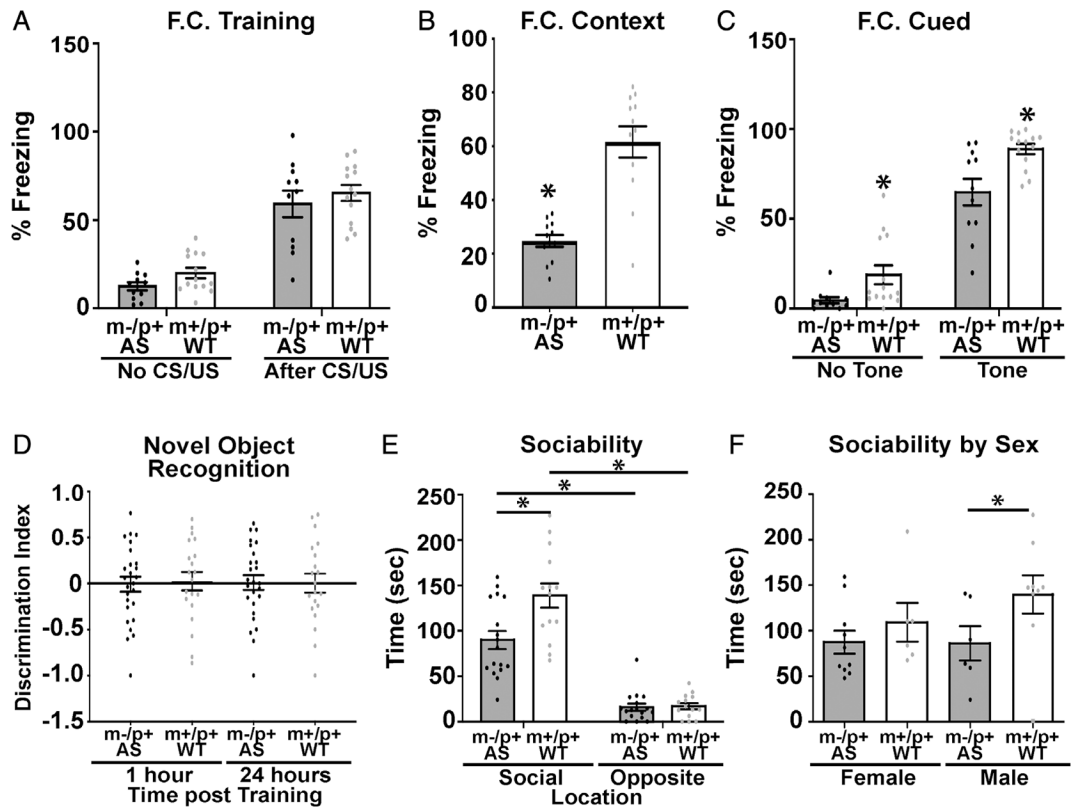 A
F.C. Training
% Freezing
150
100
50
0
m-/p+ m+/p+ m-/p+ m+/p+
AS WT AS WT
No CS/US After CS/US
B
F.C. Context
% Freezing
100
80
60
40
20
0
*
m-/p+ m+/p+
AS WT
C
F.C. Cued
% Freezing
150
100
50
0
* *
m-/p+ m+/p+ m-/p+ m+/p+
AS WT AS WT
No Tone Tone
D
Novel Object
Recognition
Discrimination Index
1.0
0.5
0
-0.5
-1.0
-1.5
m-/p+ m+/p+ m-/p+ m+/p+
AS WT AS WT
1 hour 24 hours
Time post Training
E
Sociability
Time (sec)
250
200
150
100
50
0
*
*
*
m-/p+ m+/p+ m-/p+ m+/p+
AS WT AS WT
Social Opposite
Location
F
Sociability by Sex
Time (sec)
250
200
150
100
50
0
*
m-/p+ m+/p+ m-/p+ m+/p+
AS WT AS WT
Female Male